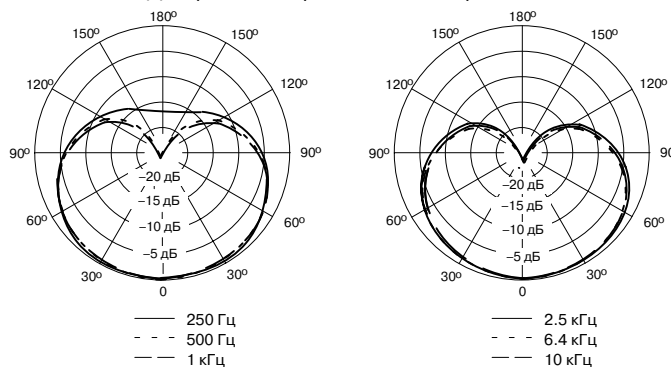 180º
150º 150º
120º 120º
90º 90º
60º 60º
30º 30º
0
–20 дБ
–15 дБ
–10 дБ
–5 дБ
250 Гц
500 Гц
1 кГц
180º
150º 150º
120º 120º
90º
60º 60º
30º 30º
0
–20 дБ
–15 дБ
–10 дБ
–5 дБ
2.5 кГц
6.4 кГц
10 кГц